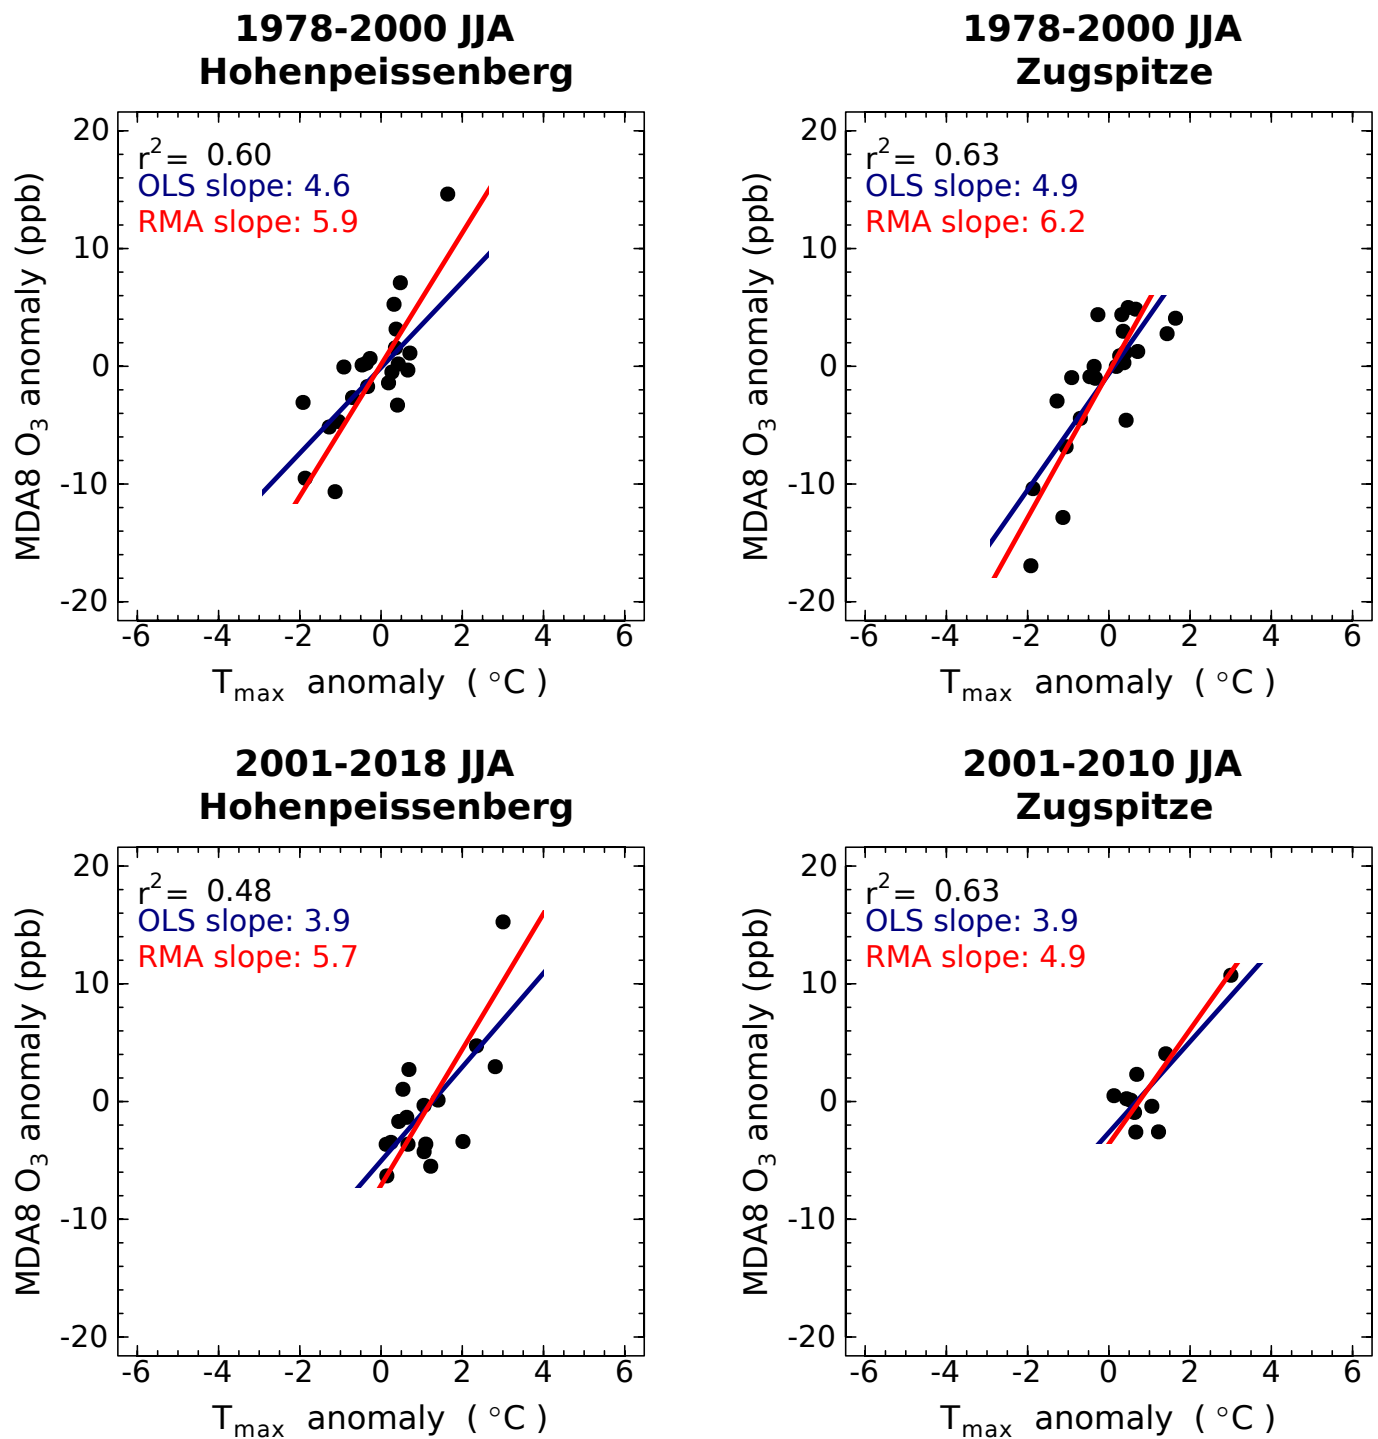 1978-2000 JJA
Hohenpeissenberg
r2= 0.60
OLS slope: 4.6
RMA slope: 5.9
MDA8 O3 anomaly (ppb)
20
10
0
-10
-20
-6 -4 -2 0 2 4 6
Tmax anomaly ( °C )
1978-2000 JJA
Zugspitze
r2= 0.63
OLS slope: 4.9
RMA slope: 6.2
MDA8 O3 anomaly (ppb)
20
10
0
-10
-20
-6 -4 -2 0 2 4 6
Tmax anomaly ( °C )
2001-2018 JJA
Hohenpeissenberg
r2= 0.48
OLS slope: 3.9
RMA slope: 5.7
MDA8 O3 anomaly (ppb)
20
10
0
-10
-20
-6 -4 -2 0 2 4 6
Tmax anomaly ( °C )
2001-2010 JJA
Zugspitze
r2= 0.63
OLS slope: 3.9
RMA slope: 4.9
MDA8 O3 anomaly (ppb)
20
10
0
-10
-20
-6 -4 -2 0 2 4 6
Tmax anomaly ( °C )